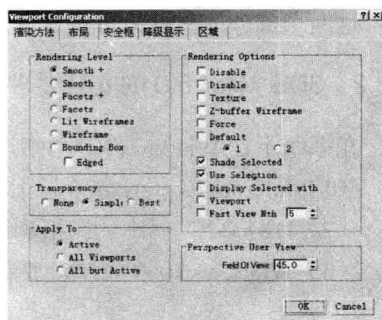 Viewport Configuration
渲染方法 布局 安全框 降级显示 区域
Rendering Level
Smooth +
Smooth
Facets +
Facets
Lit Wireframes
Wireframe
Bounding Box
Edged
Transparency
None Simpl Best
Apply To
Active
All Viewports
All but Active
Rendering Options
Disable
Disable
Texture
Z-buffer Wireframe
Force
Default
1 2
Shade Selected
Use Selection
Display Selected with
Viewport
Fast View Nth 5
Perspective User View
Field Of View: 45.0
OK Cancel